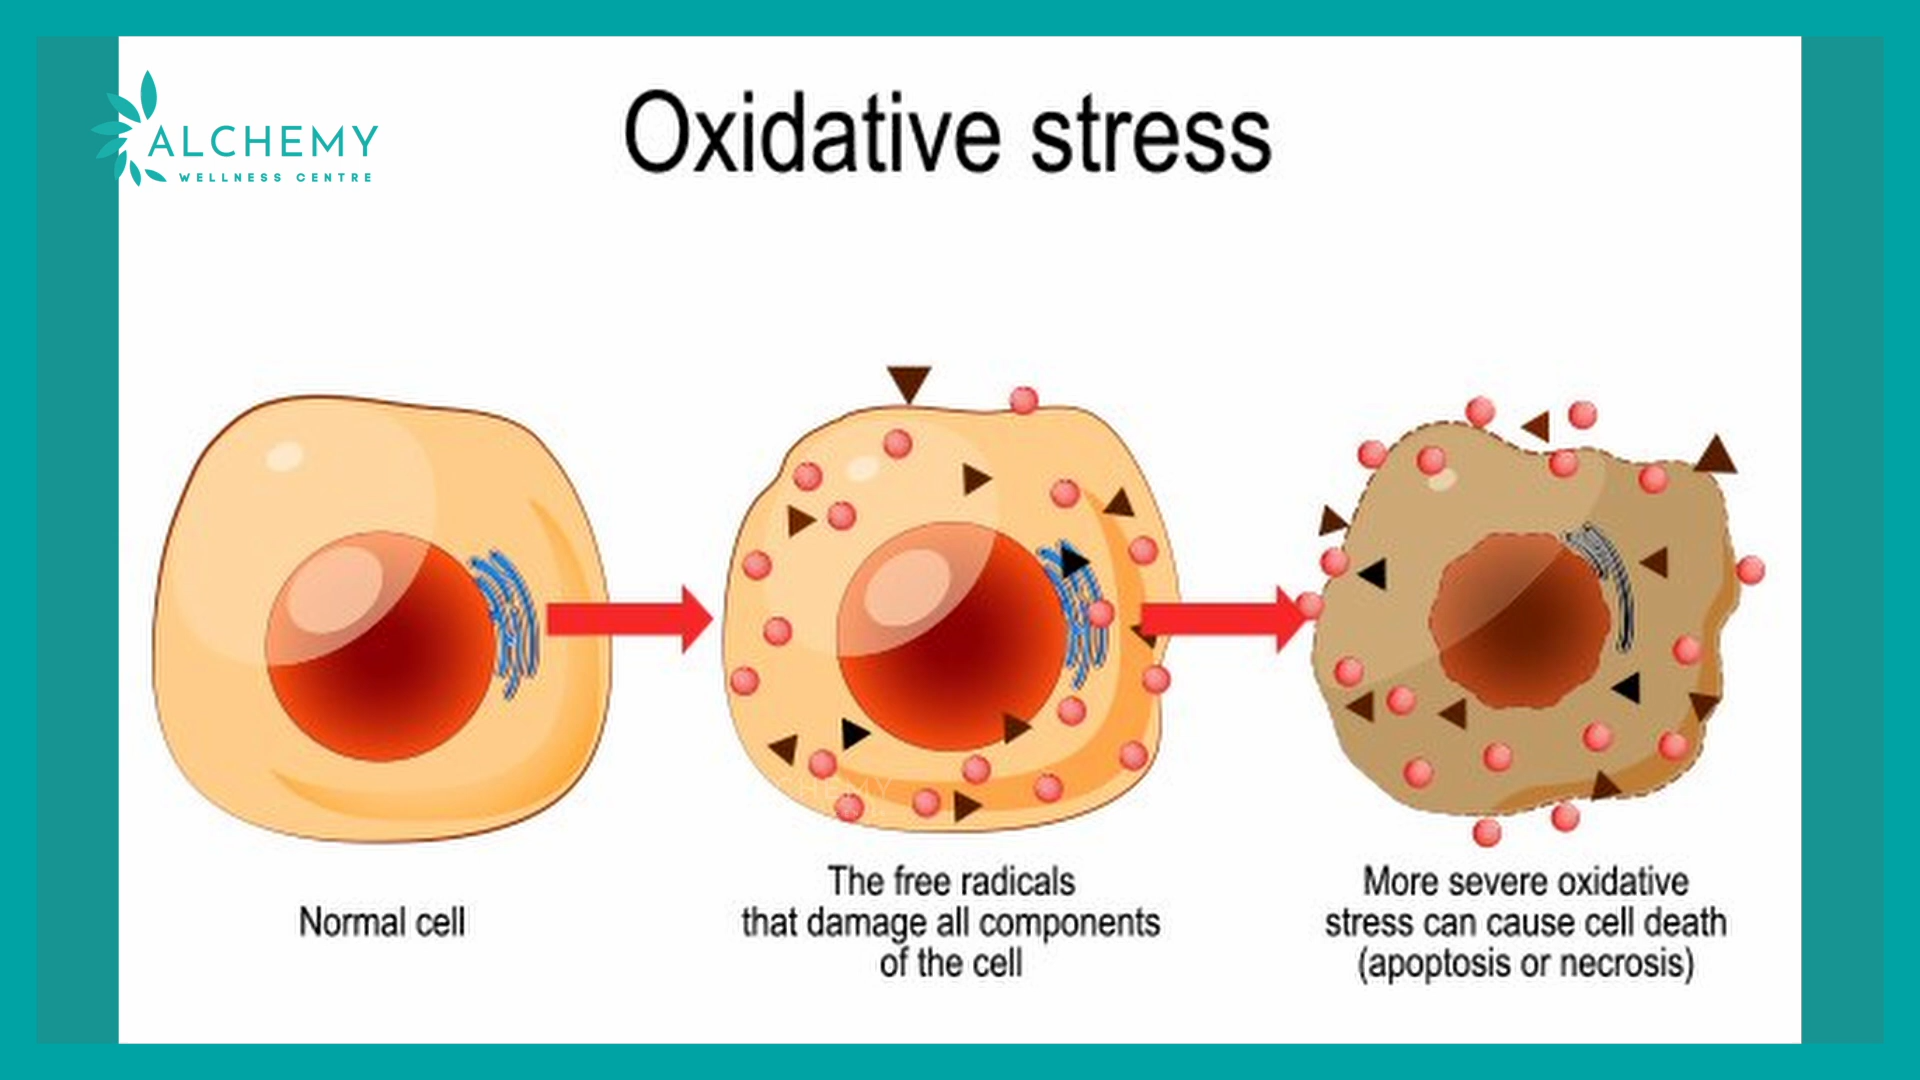 ALCHEMY
WELLNESS CENTRE
Oxidative stress
Normal cell
The free radicals
that damage all components
of the cell
More severe oxidative
stress can cause cell death
(apoptosis or necrosis)